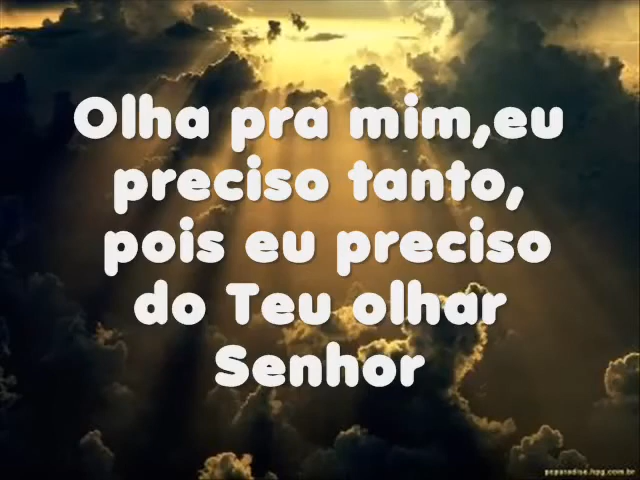 Olha pra mim,eu
preciso tanto,
pois eu preciso
do Teu olhar
Senhor